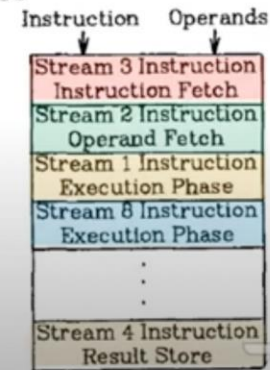 Instruction Operands
Stream 3 Instruction
Instruction Fetch
Stream 2 Instruction
Operand Fetch
Stream 1 Instruction
Execution Phase
Stream 8 Instruction
Execution Phase
.
.
.
Stream 4 Instruction
Result Store